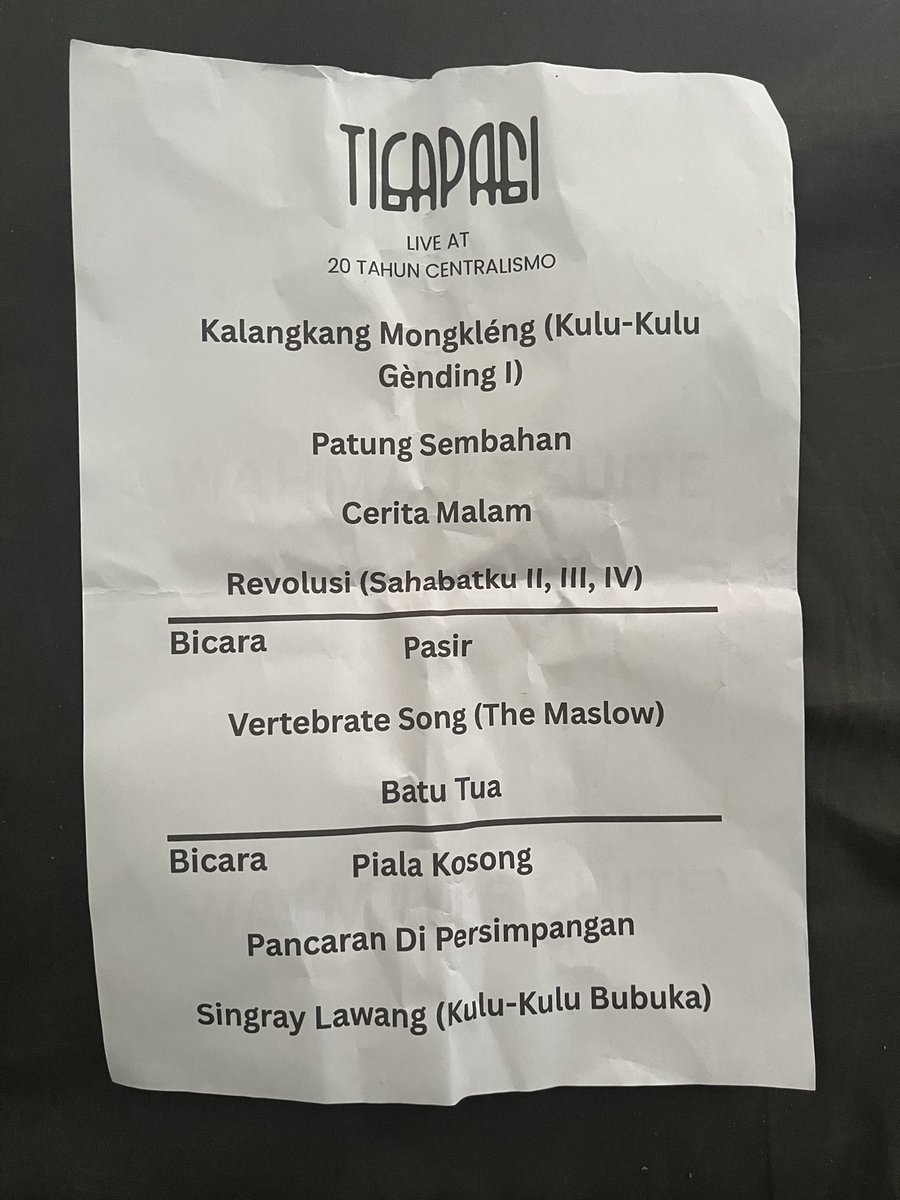 TIGAPAGI
LIVE AT
20 TAHUN CENTRALISMO
Kalangkang Mongkléng (Kulu-Kulu
Gènding I)
Patung Sembahan
Cerita Malam
Revolusi (Sahabatku II, III, IV)
Bicara Pasir
Vertebrate Song (The Maslow)
Batu Tua
Bicara Piala Kosong
Pancaran Di Persimpangan
Singray Lawang (Kulu-Kulu Bubuka)